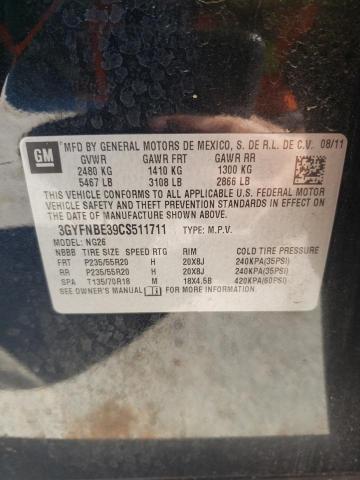 GM
MFD BY GENERAL MOTORS DE MEXICO, S. DE R.L. DE C.V. 08/11
GVWR GAWR FRT GAWR RR
2480 KG 1410 KG 1300 KG
5467 LB 3108 LB 2866 LB
THIS VEHICLE CONFORMS TO ALL APPLICABLE U.S. FEDERAL MOTOR
VEHICLE SAFETY, BUMPER, AND THEFT PREVENTION STANDARDS IN
EFFECT ON THE DATE OF MANUFACTURE SHOWN ABOVE.
3GYFNBE39CS511711 TYPE: M.P.V.
MODEL: NG26
NBBB TIRE SIZE SPEED RTG RIM COLD TIRE PRESSURE
FRT P235/55R20 H 20X8J 240KPA(35PSI)
RR P235/55R20 H 20X8J 240KPA(35PSI)
SPA T135/70R18 M 18X4.5B 420KPA(60PSI)
SEE OWNER'S MANUAL FOR ADDITIONAL INFORMATION.